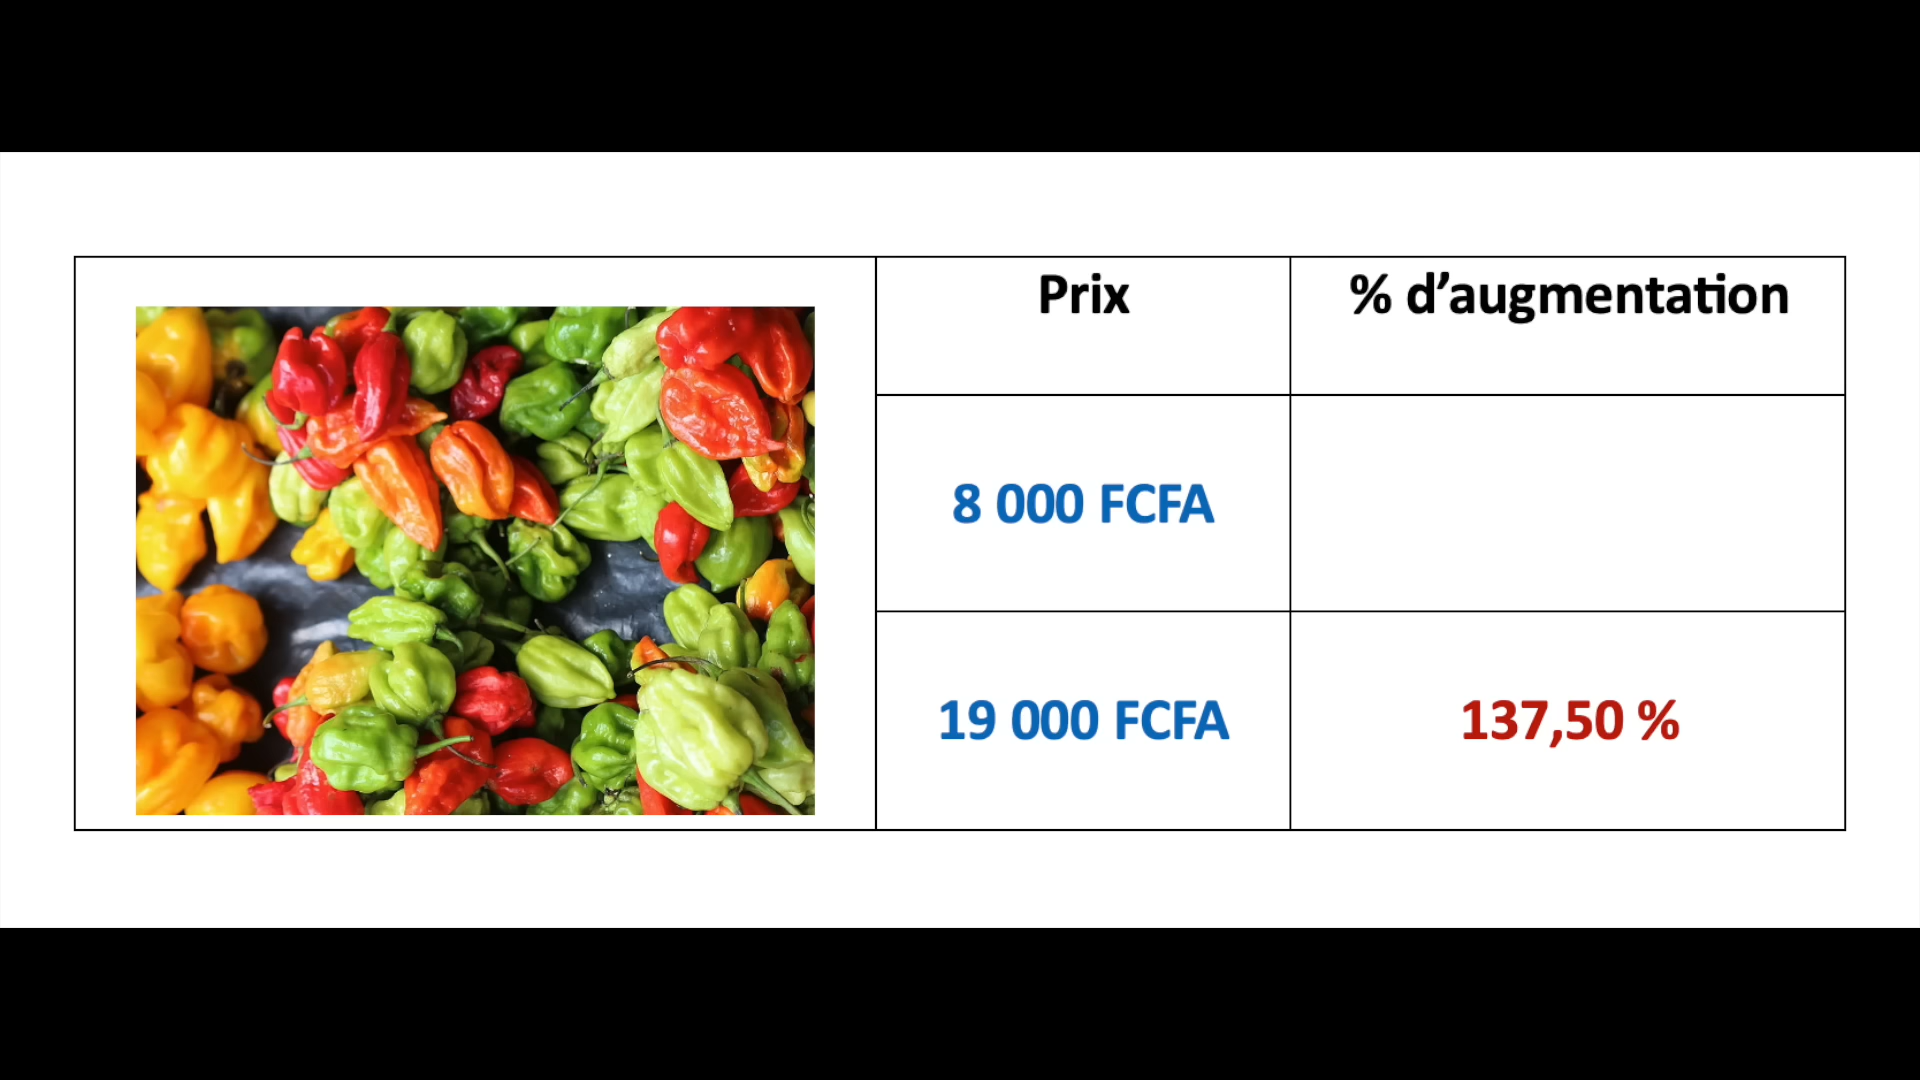 Prix
% d’augmentation
8 000 FCFA
19 000 FCFA
137,50 %